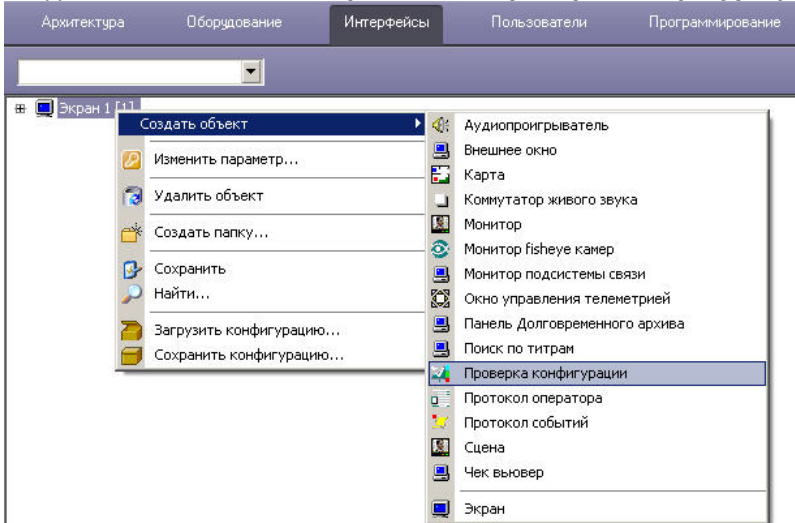 Архитектура Оборудование Интерфейсы Пользователи Программирование
Экран 1 [1]
Создать объект
Изменить параметр...
Удалить объект
Создать папку...
Сохранить
Найти...
Загрузить конфигурацию...
Сохранить конфигурацию...
Аудиопроигрыватель
Внешнее окно
Карта
Коммутатор живого звука
Монитор
Монитор fisheye камер
Монитор подсистемы связи
Окно управления телеметрией
Панель Долговременного архива
Поиск по титрам
Проверка конфигурации
Протокол оператора
Протокол событий
Сцена
Чек вьювер
Экран